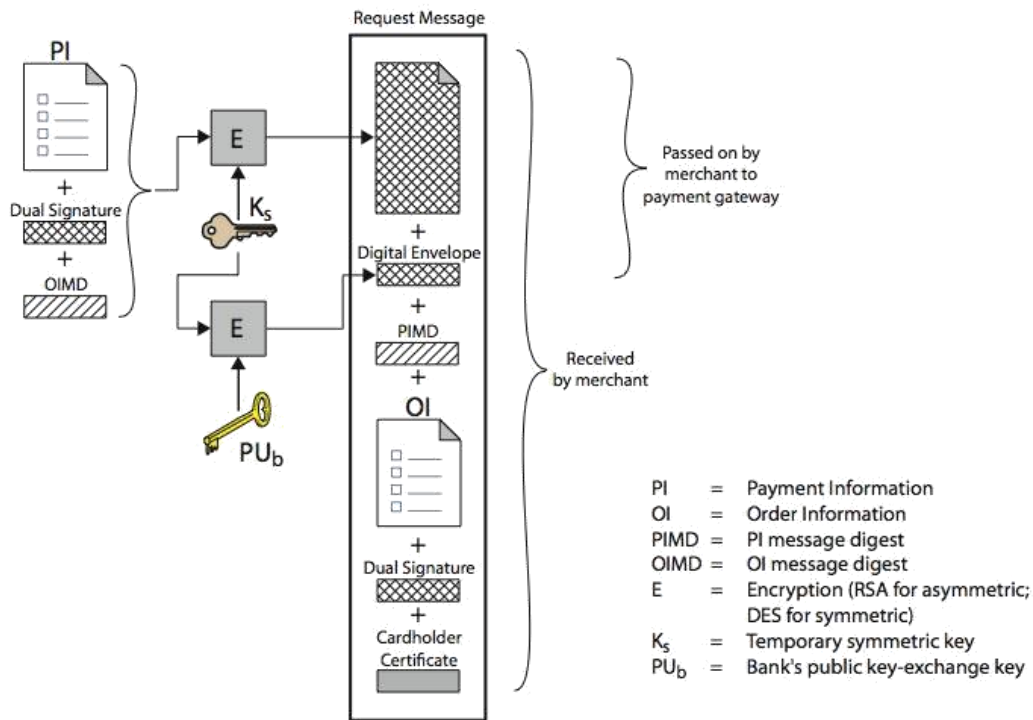 Request Message
PI
+
Dual Signature
+
OIMD
E
Ks
E
PUb
+
Digital Envelope
+
PIMD
+
OI
+
Dual Signature
+
Cardholder
Certificate
Passed on by
merchant to
payment gateway
Received
by merchant
PI = Payment Information
OI = Order Information
PIMD = PI message digest
OIMD = OI message digest
E = Encryption (RSA for asymmetric;
DES for symmetric)
Ks = Temporary symmetric key
PUb = Bank's public key-exchange key